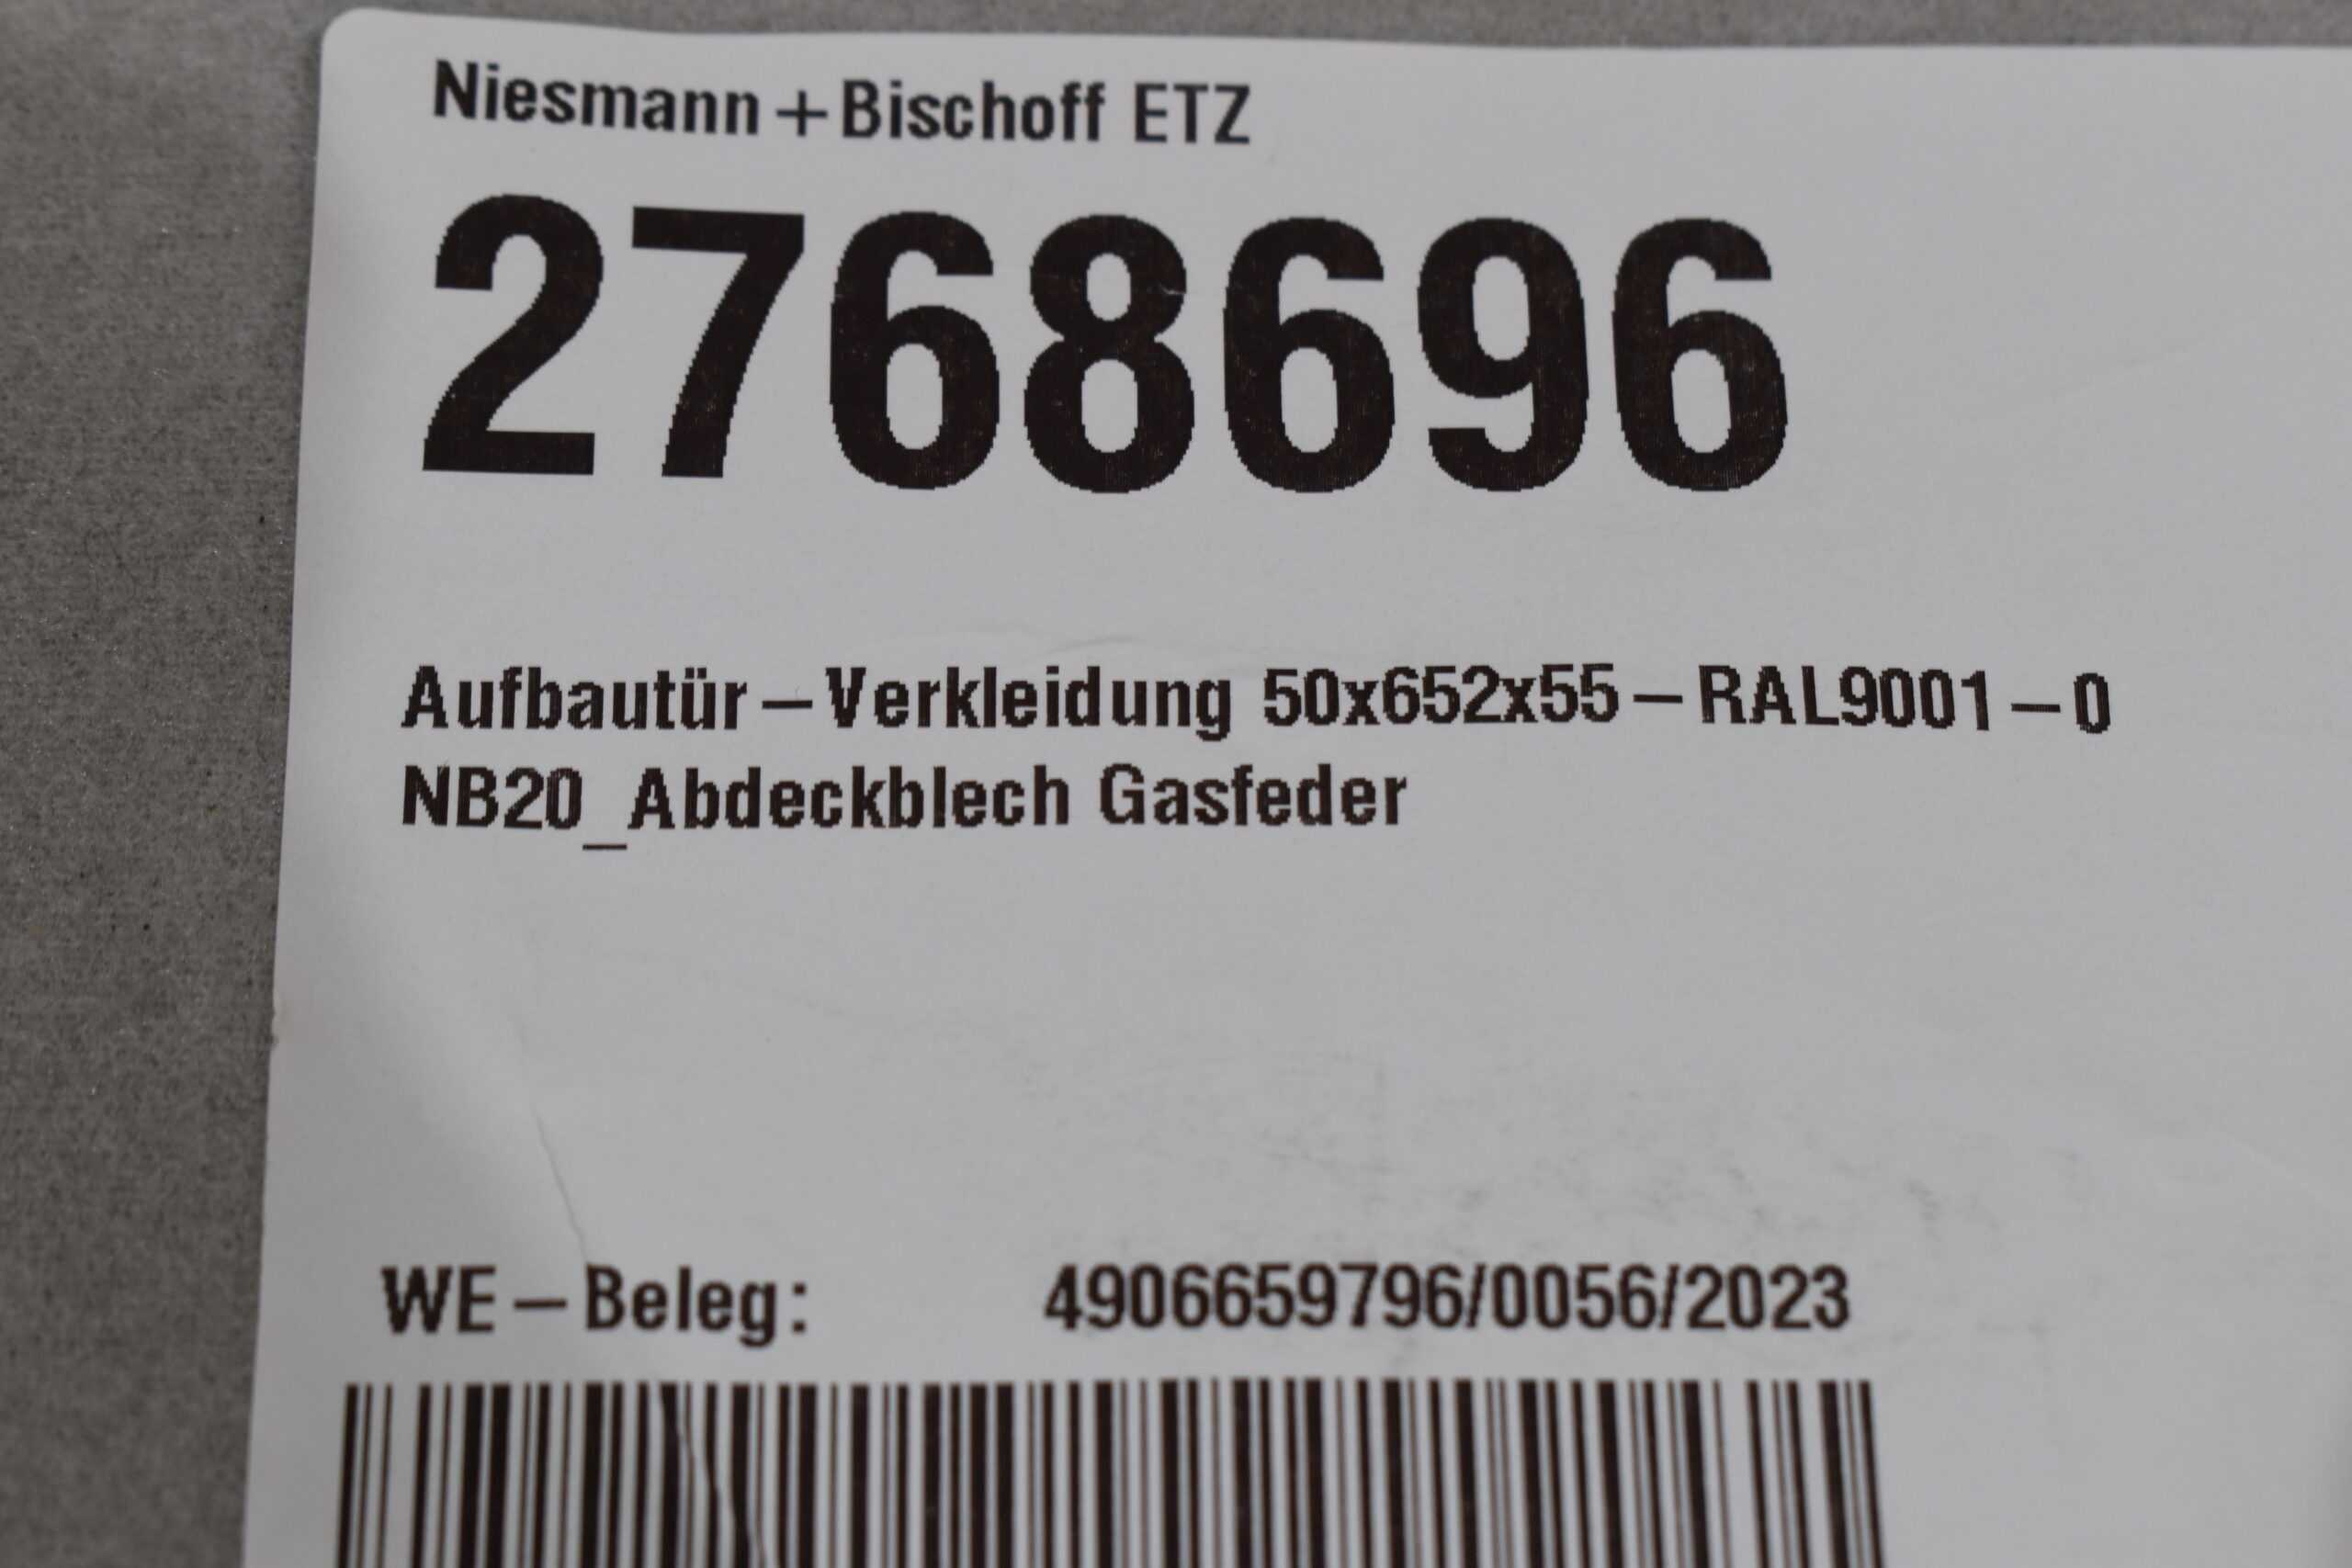 Niesmann+Bischoff ETZ
2768696
Aufbautür-Verkleidung 50x652x55-RAL9001-0
NB20_Abdeckblech Gasfeder
WE-Beleg: 4906659796/0056/2023